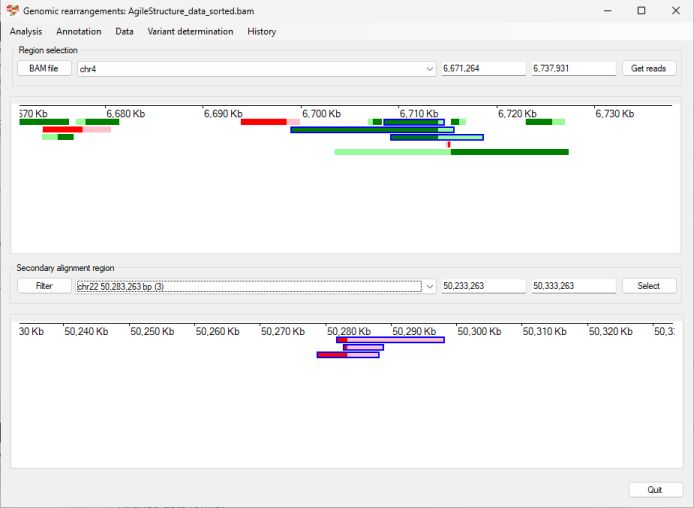 Genomic rearrangements: AgileStructure_data_sorted.bam
Analysis Annotation Data Variant determination History
Region selection
BAM file chr4 6,671,264 6,737,931 Get reads
370 Kb 6,680 Kb 6,690 Kb 6,700 Kb 6,710 Kb 6,720 Kb 6,730 Kb
Secondary alignment region
Filter chr22 50,283,263 bp (3) 50,233,263 50,333,263 Select
30 Kb 50,240 Kb 50,250 Kb 50,260 Kb 50,270 Kb 50,280 Kb 50,290 Kb 50,300 Kb 50,310 Kb 50,320 Kb 50,3
Quit